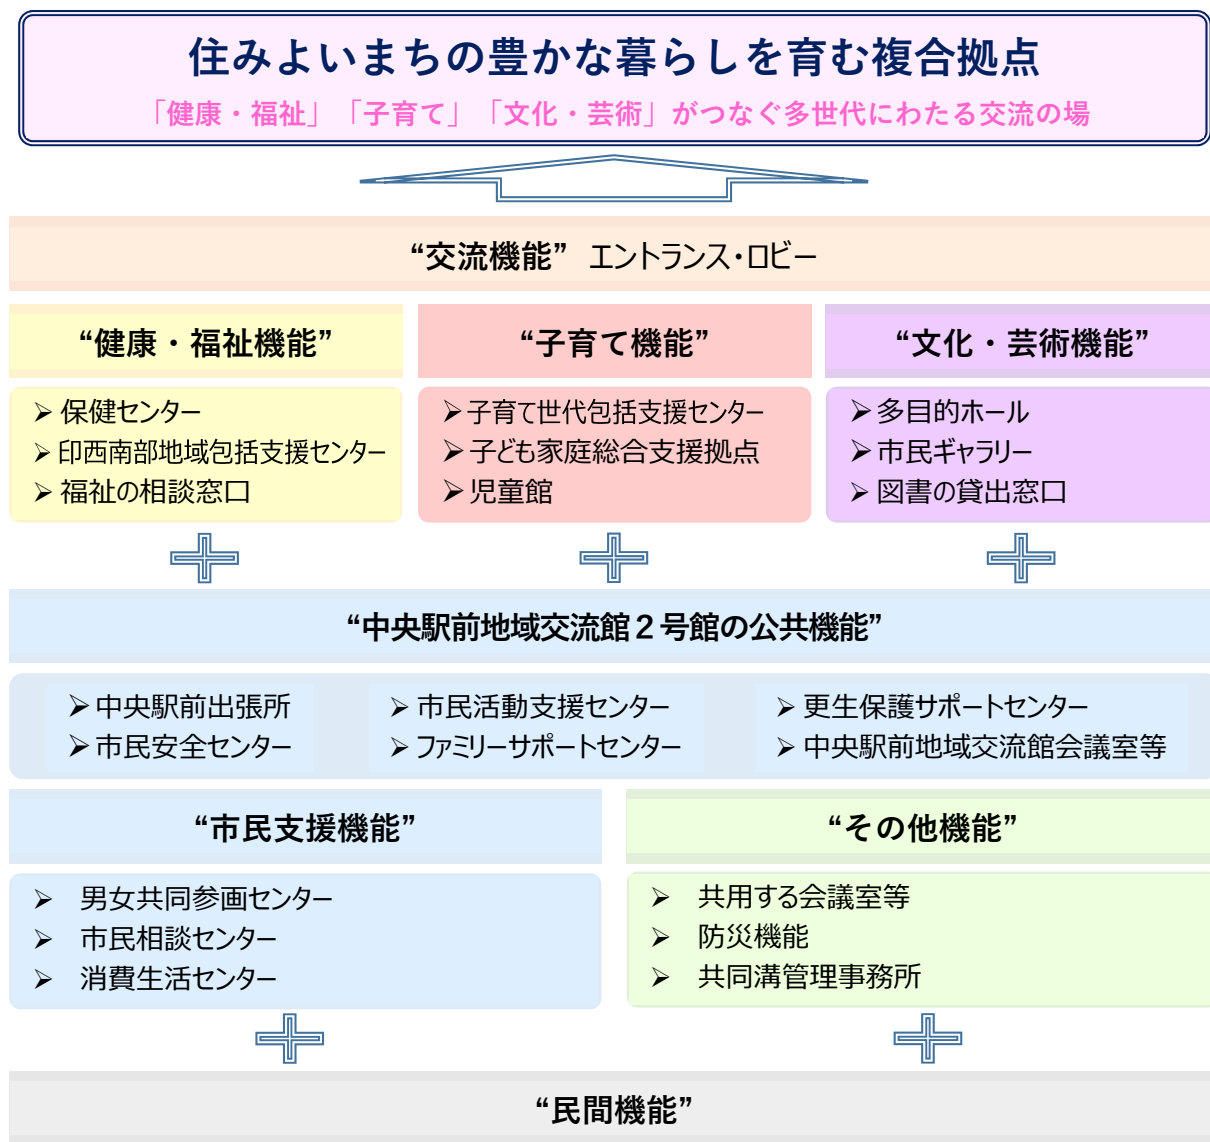 住みよいまちの豊かな暮らしを育む複合拠点
「健康・福祉」「子育て」「文化・芸術」がつなぐ多世代にわたる交流の場
“交流機能” エントランス・ロビー
“健康・福祉機能”
➢ 保健センター
➢ 印西南部地域包括支援センター
➢ 福祉の相談窓口
“子育て機能”
➢ 子育て世代包括支援センター
➢ 子ども家庭総合支援拠点
➢ 児童館
“文化・芸術機能”
➢ 多目的ホール
➢ 市民ギャラリー
➢ 図書の貸出窓口
“中央駅前地域交流館２号館の公共機能”
➢ 中央駅前出張所
➢ 市民安全センター
➢ 市民活動支援センター
➢ ファミリーサポートセンター
➢ 更生保護サポートセンター
➢ 中央駅前地域交流館会議室等
“市民支援機能”
➢ 男女共同参画センター
➢ 市民相談センター
➢ 消費生活センター
“その他機能”
➢ 共用する会議室等
➢ 防災機能
➢ 共同溝管理事務所
“民間機能”